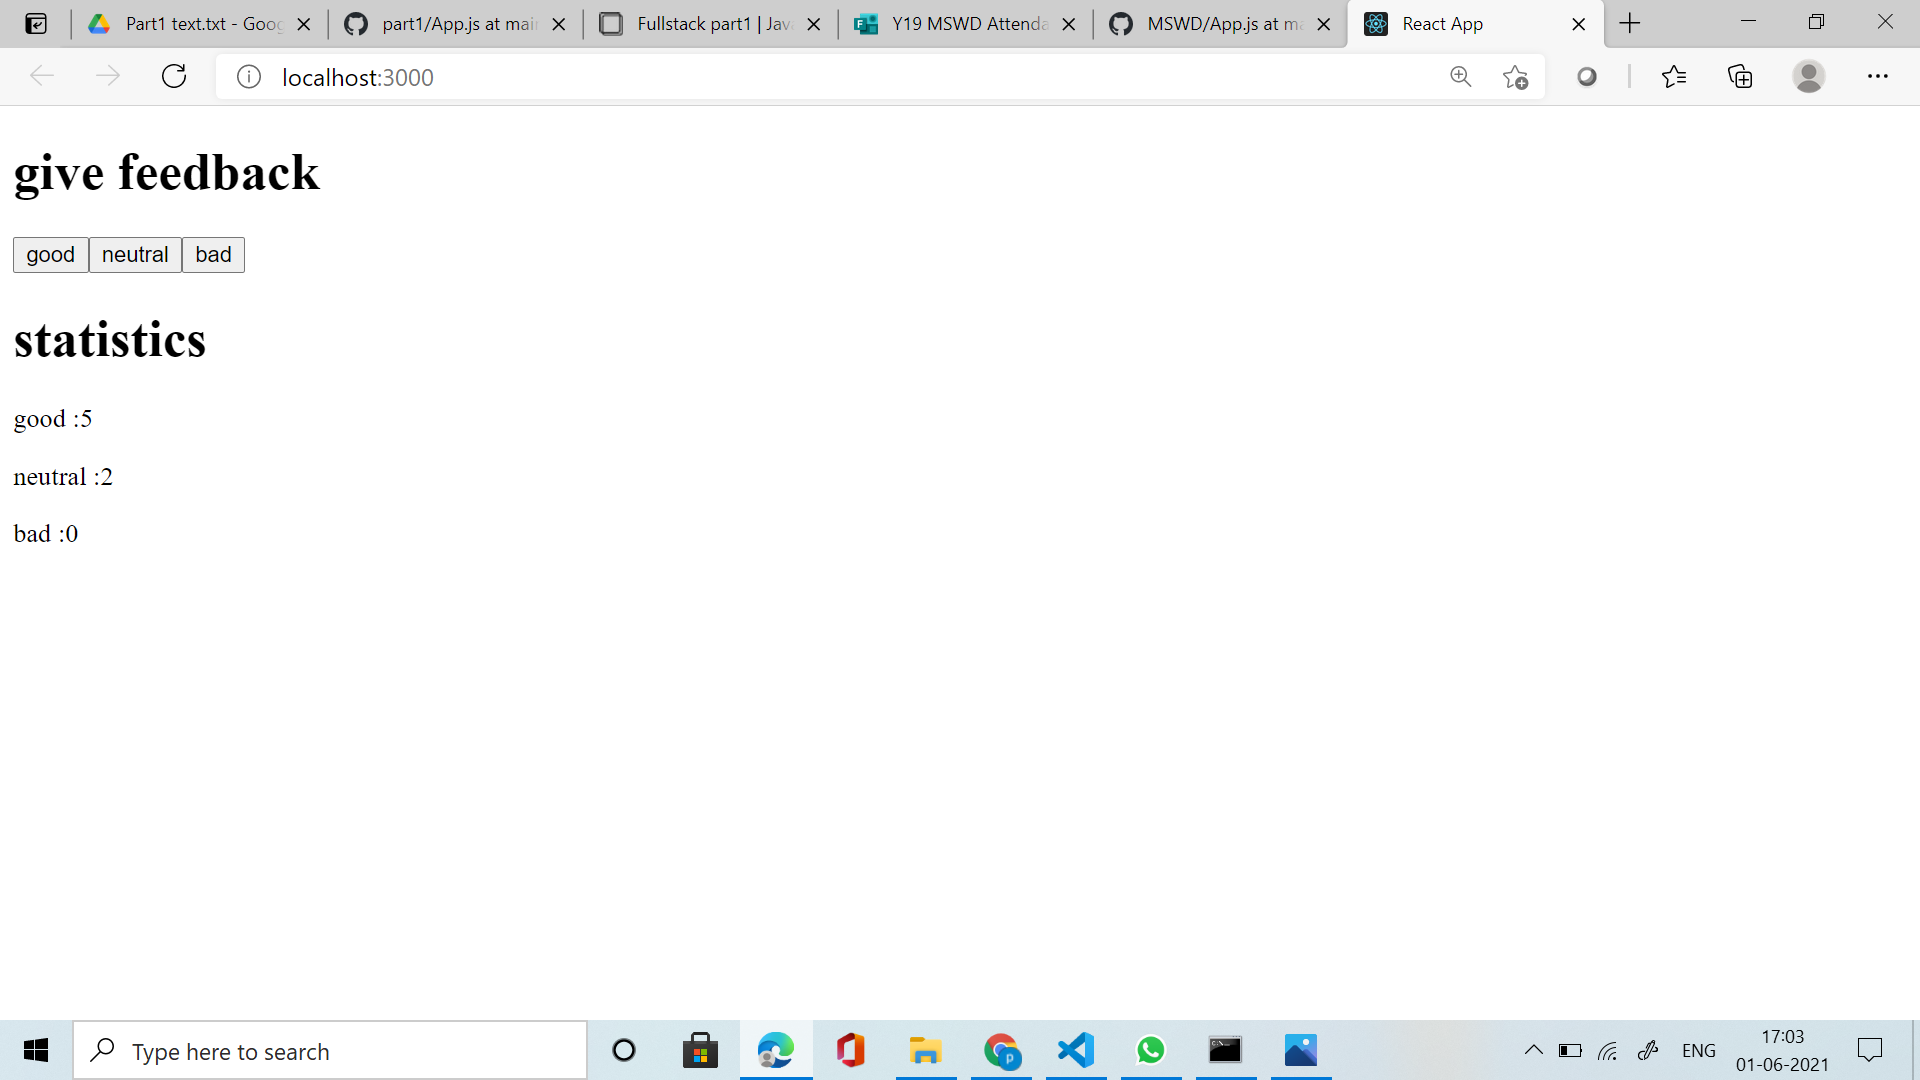 Part1 text.txt - Goog
part1/App.js at main
Fullstack part1 | Java
Y19 MSWD Attenda
MSWD/App.js at ma
React App
localhost:3000
give feedback
good neutral bad
statistics
good :5
neutral :2
bad :0
Type here to search
p
ENG
17:03
01-06-2021